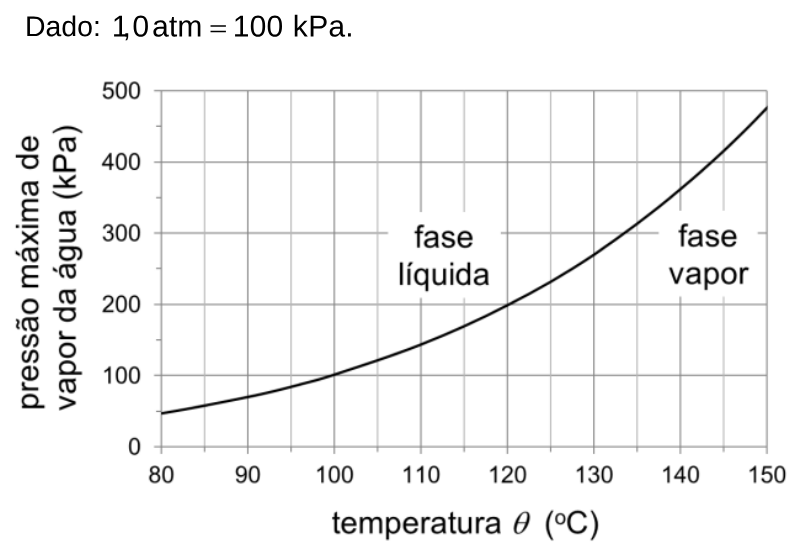 Dado: 1,0 atm = 100 kPa.
500
400
300
200
100
0
pressão máxima de
vapor da água (kPa)
fase
líquida
fase
vapor
80 90 100 110 120 130 140 150
temperatura θ (ºC)